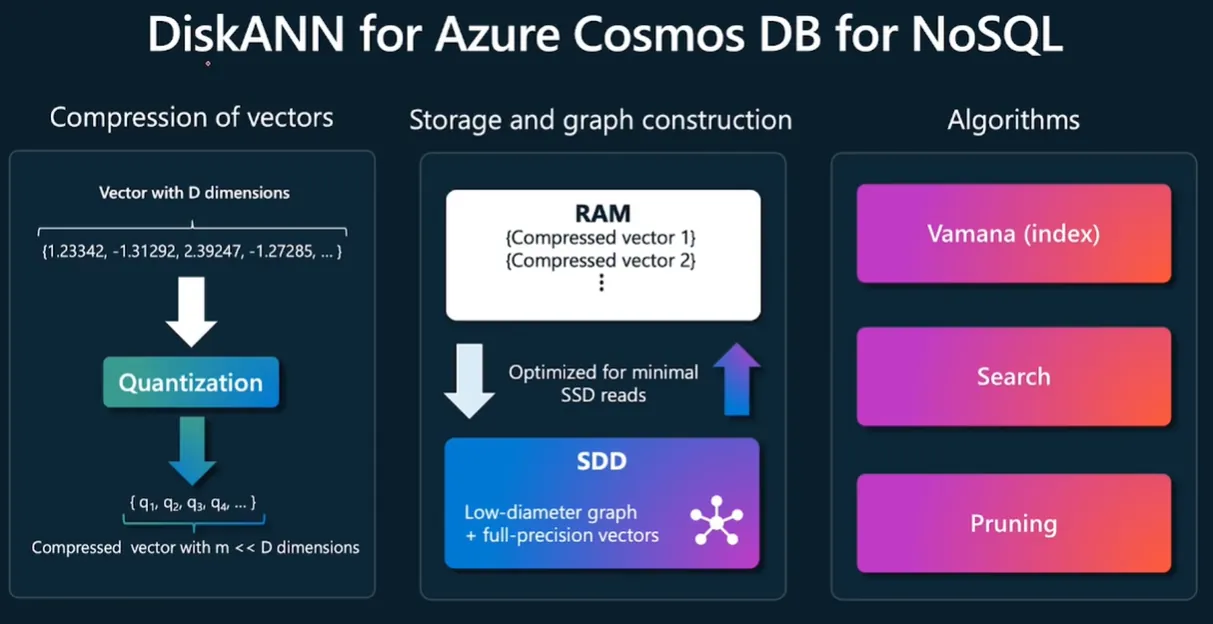 DiskANN for Azure Cosmos DB for NoSQL
Compression of vectors
Vector with D dimensions
{1.23342, -1.31292, 2.39247, -1.27285, ... }
Quantization
{ q₁, q₂, q₃, q₄, ... }
Compressed vector with m << D dimensions
Storage and graph construction
RAM
{Compressed vector 1}
{Compressed vector 2}
⋮
Optimized for minimal
SSD reads
SDD
Low-diameter graph
+ full-precision vectors
Algorithms
Vamana (index)
Search
Pruning